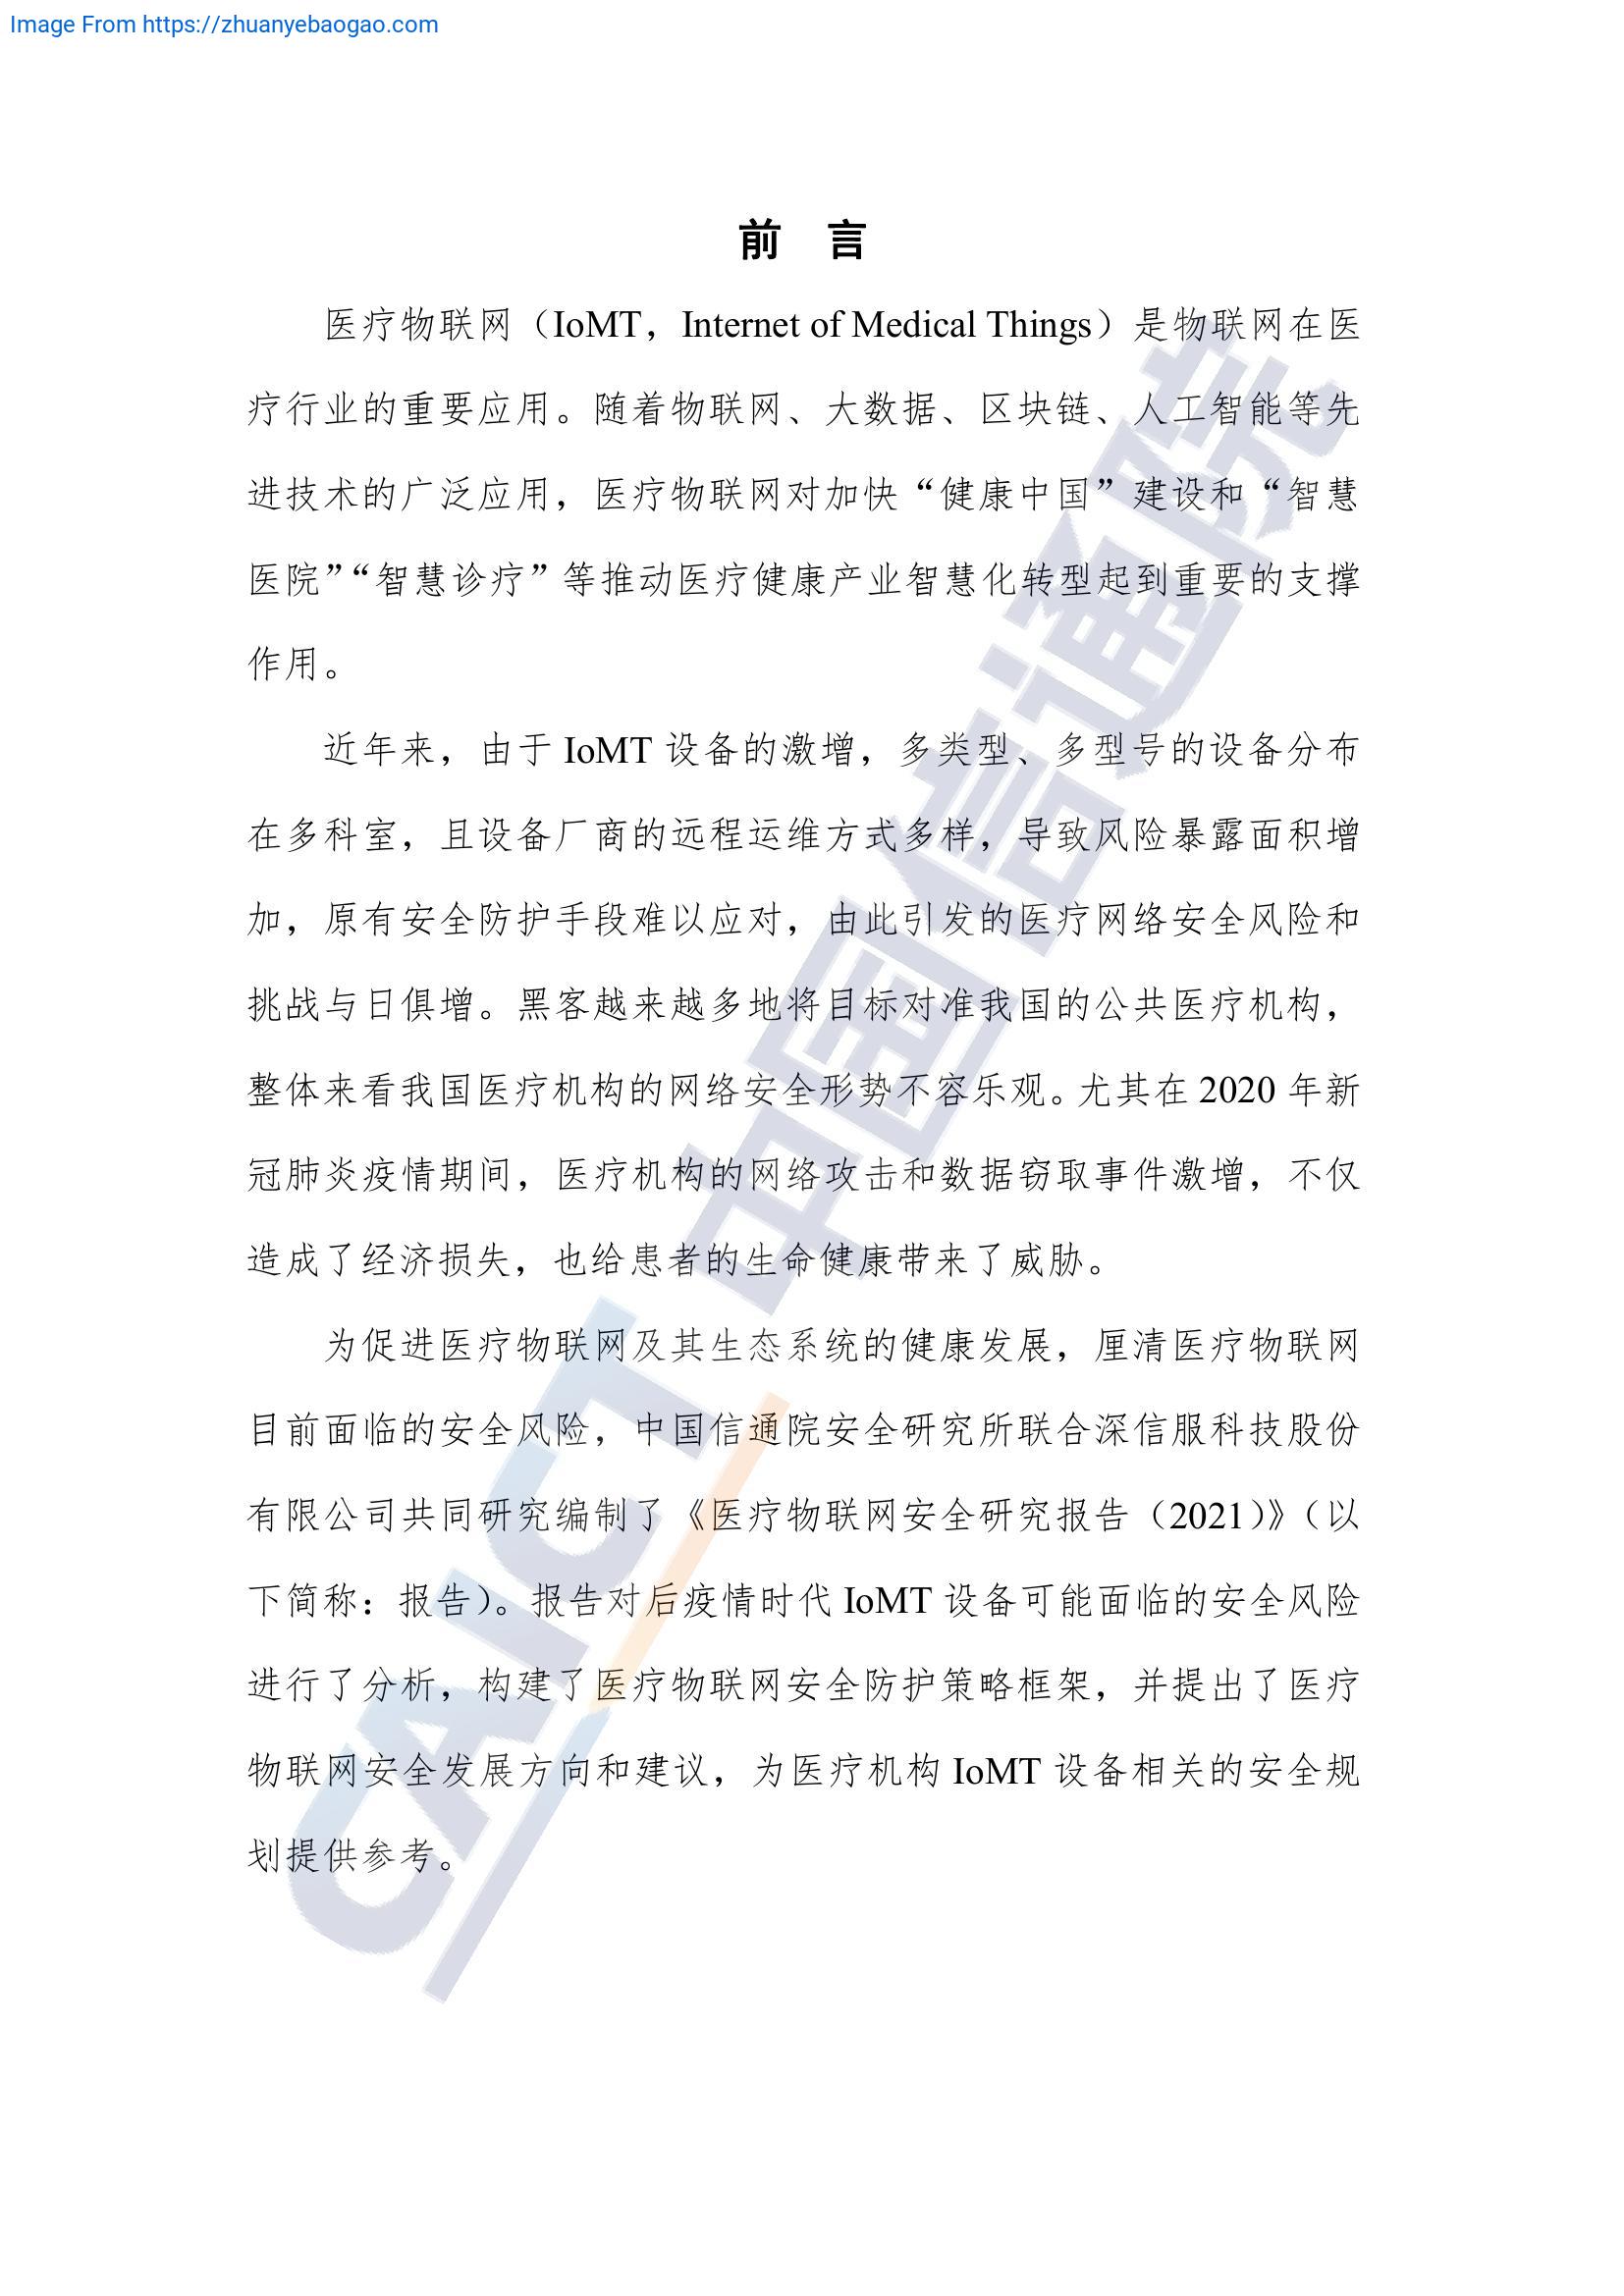 Image From https://zhuanyebaogao.com
前 言
医疗物联网（IoMT，Internet of Medical Things）是物联网在医
疗行业的重要应用。随着物联网、大数据、区块链、人工智能等先
进技术的广泛应用，医疗物联网对加快“健康中国”建设和“智慧
医院”“智慧诊疗”等推动医疗健康产业智慧化转型起到重要的支撑
作用。
近年来，由于 IoMT 设备的激增，多类型、多型号的设备分布
在多科室，且设备厂商的远程运维方式多样，导致风险暴露面积增
加，原有安全防护手段难以应对，由此引发的医疗网络安全风险和
挑战与日俱增。黑客越来越多地将目标对准我国的公共医疗机构，
整体来看我国医疗机构的网络安全形势不容乐观。尤其在 2020 年新
冠肺炎疫情期间，医疗机构的网络攻击和数据窃取事件激增，不仅
造成了经济损失，也给患者的生命健康带来了威胁。
为促进医疗物联网及其生态系统的健康发展，厘清医疗物联网
目前面临的安全风险，中国信通院安全研究所联合深信服科技股份
有限公司共同研究编制了《医疗物联网安全研究报告（2021）》（以
下简称：报告）。报告对后疫情时代 IoMT 设备可能面临的安全风险
进行了分析，构建了医疗物联网安全防护策略框架，并提出了医疗
物联网安全发展方向和建议，为医疗机构 IoMT 设备相关的安全规
划提供参考。
CAICT 中国信通院